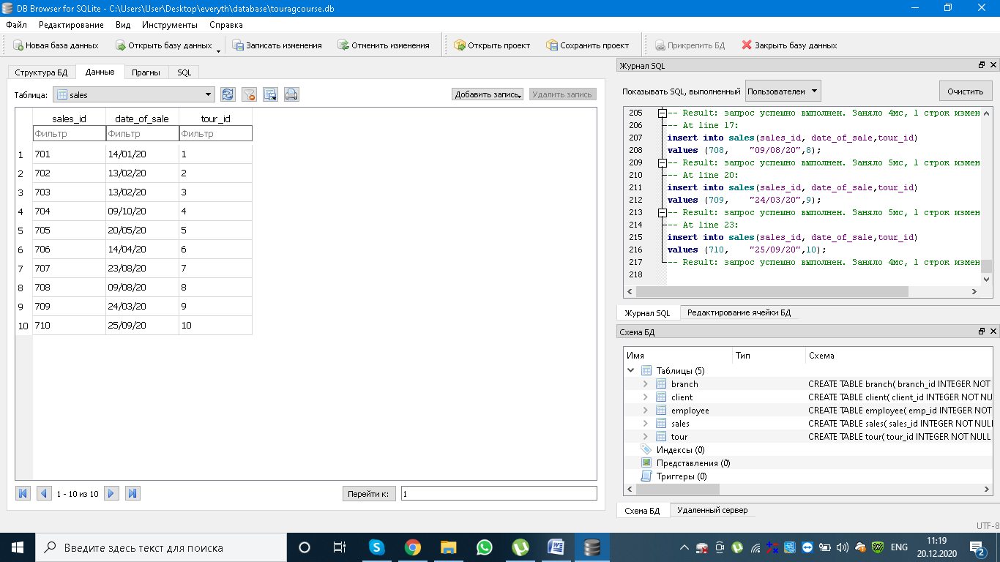 DB Browser for SQLite - C:\Users\User\Desktop\everyth\database\touragcourse.db
Файл Редактирование Вид Инструменты Справка
Новая база данных Открыть базу данных Записать изменения Отменить изменения Открыть проект Сохранить проект Прикрепить БД Закрыть базу данных
Структура БД Данные Прагмы SQL
Таблица: sales Добавить запись Удалить запись
sales_id date_of_sale tour_id
Фильтр Фильтр Фильтр
1 701 14/01/20 1
2 702 13/02/20 2
3 703 13/02/20 3
4 704 09/10/20 4
5 705 20/05/20 5
6 706 14/04/20 6
7 707 23/08/20 7
8 708 09/08/20 8
9 709 24/03/20 9
10 710 25/09/20 10
1 - 10 из 10 Перейти к: 1
Журнал SQL
Показывать SQL, выполненный Пользователем Очистить
205 -- Result: запрос успешно выполнен. Заняло 4мс, 1 строк измен
206 -- At line 17:
207 insert into sales(sales_id, date_of_sale,tour_id)
208 values (708, "09/08/20",8);
209 -- Result: запрос успешно выполнен. Заняло 5мс, 1 строк измен
210 -- At line 20:
211 insert into sales(sales_id, date_of_sale,tour_id)
212 values (709, "24/03/20",9);
213 -- Result: запрос успешно выполнен. Заняло 5мс, 1 строк измен
214 -- At line 23:
215 insert into sales(sales_id, date_of_sale,tour_id)
216 values (710, "25/09/20",10);
217 -- Result: запрос успешно выполнен. Заняло 4мс, 1 строк измен
218
Журнал SQL Редактирование ячейки БД
Схема БД
Имя Тип Схема
Таблицы (5)
branch CREATE TABLE branch( branch_id INTEGER NOT
client CREATE TABLE client( client_id INTEGER NOT NU
employee CREATE TABLE employee( emp_id INTEGER NOT
sales CREATE TABLE sales( sales_id INTEGER NOT NULL
tour CREATE TABLE tour( tour_id INTEGER NOT NULL
Индексы (0)
Представления (0)
Триггеры (0)
Схема БД Удаленный сервер
UTF-8
Введите здесь текст для поиска
ENG
11:19
20.12.2020
2